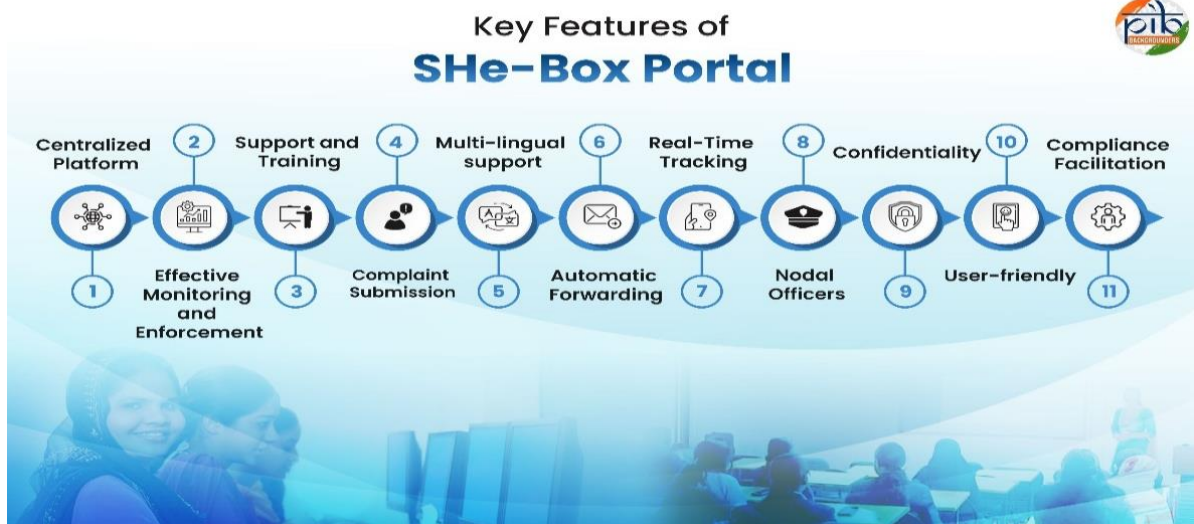 Key Features of
SHe-Box Portal
pib
BACKGROUNDERS
Centralized
Platform
1
2
Effective
Monitoring
and
Enforcement
Support and
Training
3
4
Complaint
Submission
Multi-lingual
support
5
6
Automatic
Forwarding
Real-Time
Tracking
7
8
Nodal
Officers
Confidentiality
9
10
User-friendly
Compliance
Facilitation
11